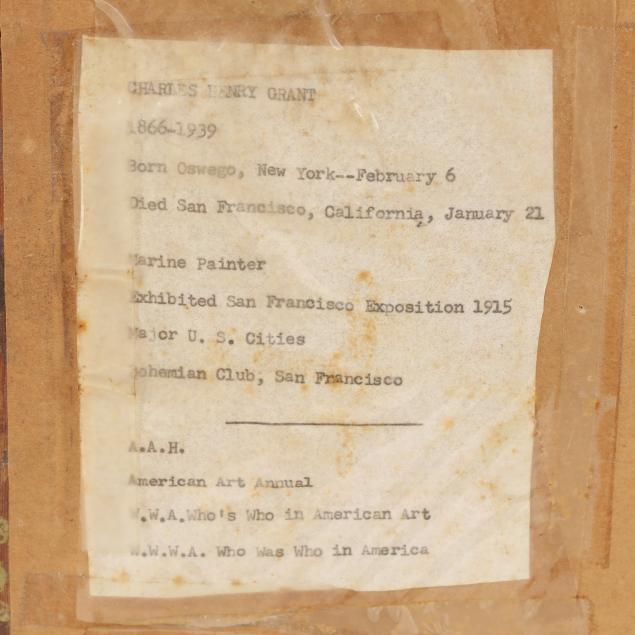 CHARLES HENRY GRANT
1866-1939
Born Oswego, New York--February 6
Died San Francisco, California, January 21
Marine Painter
Exhibited San Francisco Exposition 1915
Major U. S. Cities
Bohemian Club, San Francisco
A.A.H.
American Art Annual
W.W.A.Who's Who in American Art
W.W.W.A. Who Was Who in America